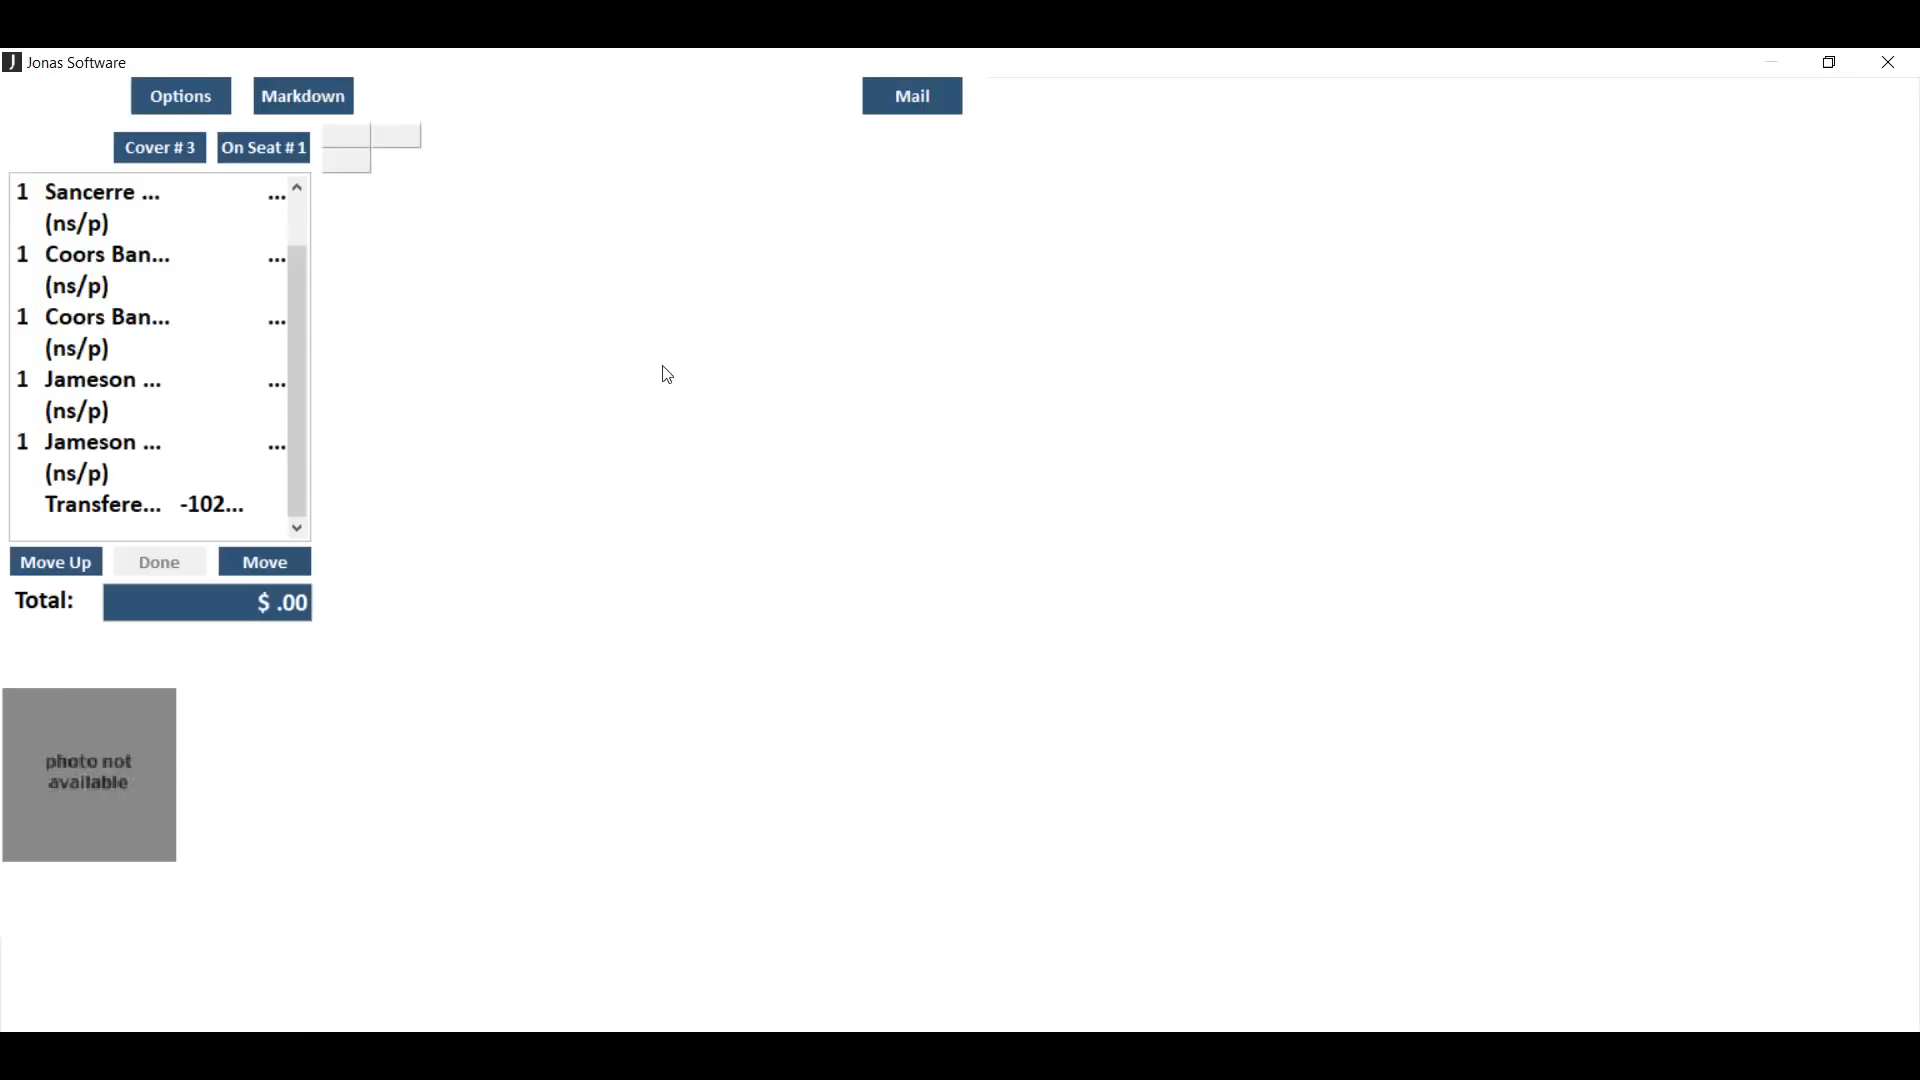 Jonas Software
Options Markdown Mail
Cover # 3 On Seat # 1
1 Sancerre ... ...
(ns/p)
1 Coors Ban... ...
(ns/p)
1 Coors Ban... ...
(ns/p)
1 Jameson ... ...
(ns/p)
1 Jameson ... ...
(ns/p)
Transfere... -102...
Move Up Done Move
Total: $ .00
photo not
available